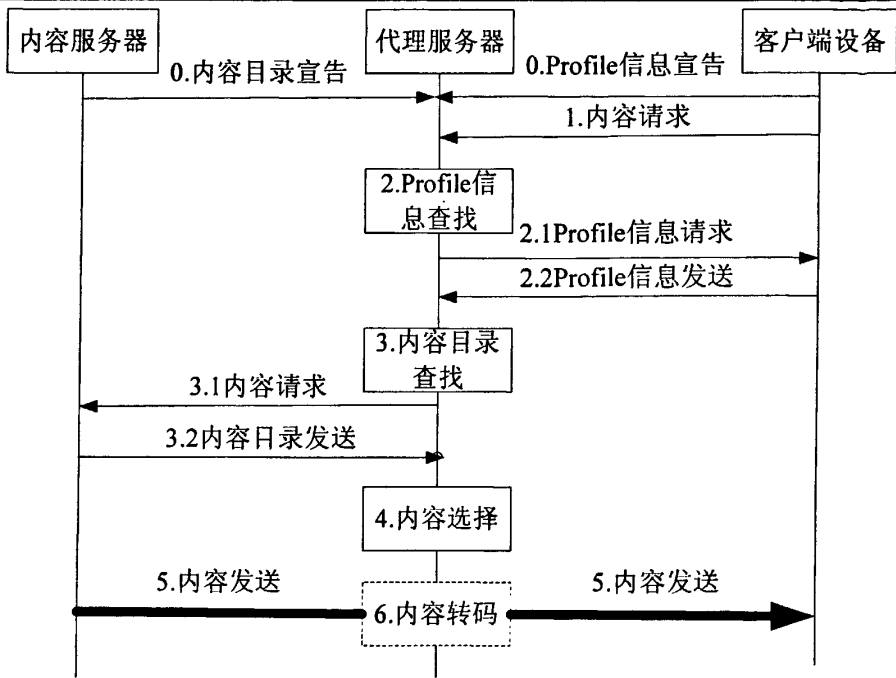 内容服务器
代理服务器
客户端设备
0.内容目录宣告
0.Profile信息宣告
1.内容请求
2.Profile信
息查找
2.1Profile信息请求
2.2Profile信息发送
3.内容目录
查找
3.1内容请求
3.2内容目录发送
4.内容选择
5.内容发送
5.内容发送
6.内容转码